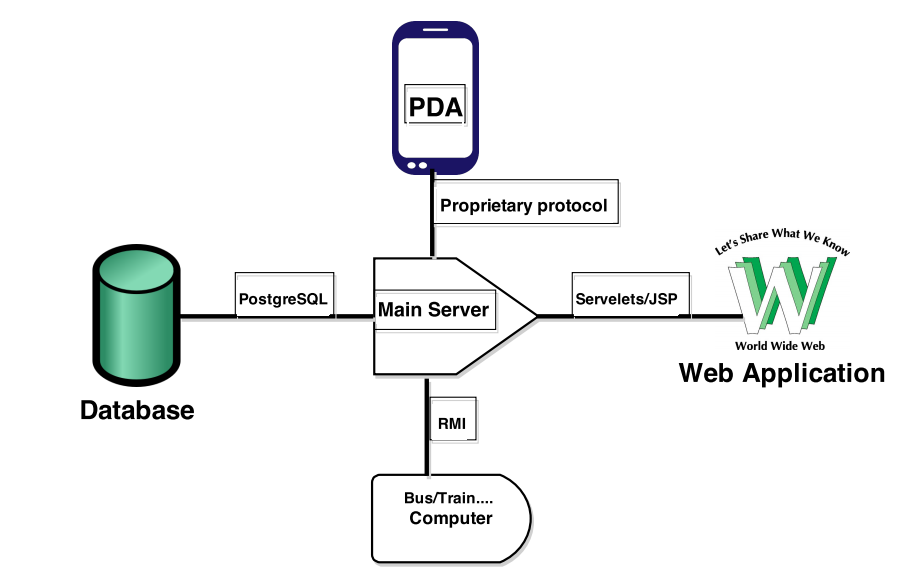 PDA
Proprietary protocol
Let's Share What We Know
PostgreSQL
Main Server
Servelets/JSP
World Wide Web
Web Application
Database
RMI
Bus/Train....
Computer